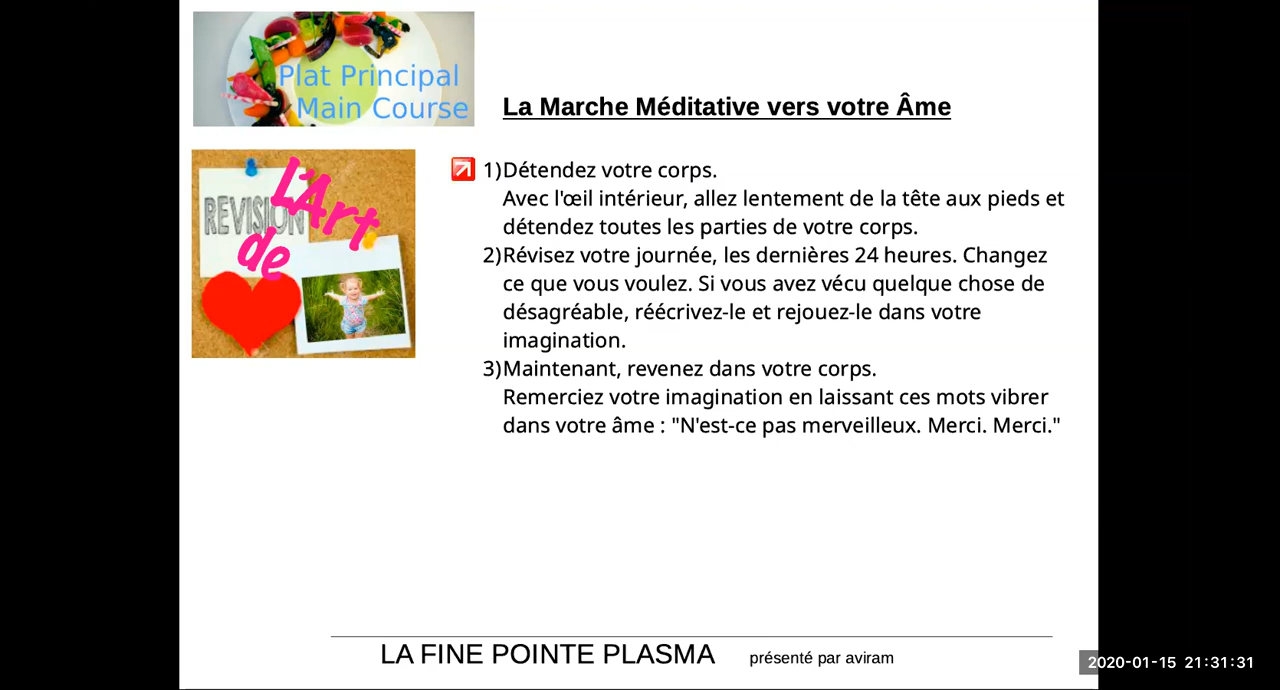 Plat Principal
Main Course
La Marche Méditative vers votre Âme
REVISION
L'Art
de
1)Détendez votre corps.
Avec l'œil intérieur, allez lentement de la tête aux pieds et
détendez toutes les parties de votre corps.
2)Révisez votre journée, les dernières 24 heures. Changez
ce que vous voulez. Si vous avez vécu quelque chose de
désagréable, réécrivez-le et rejouez-le dans votre
imagination.
3)Maintenant, revenez dans votre corps.
Remerciez votre imagination en laissant ces mots vibrer
dans votre âme : "N'est-ce pas merveilleux. Merci. Merci."
LA FINE POINTE PLASMA présenté par aviram
2020-01-15 21:31:31